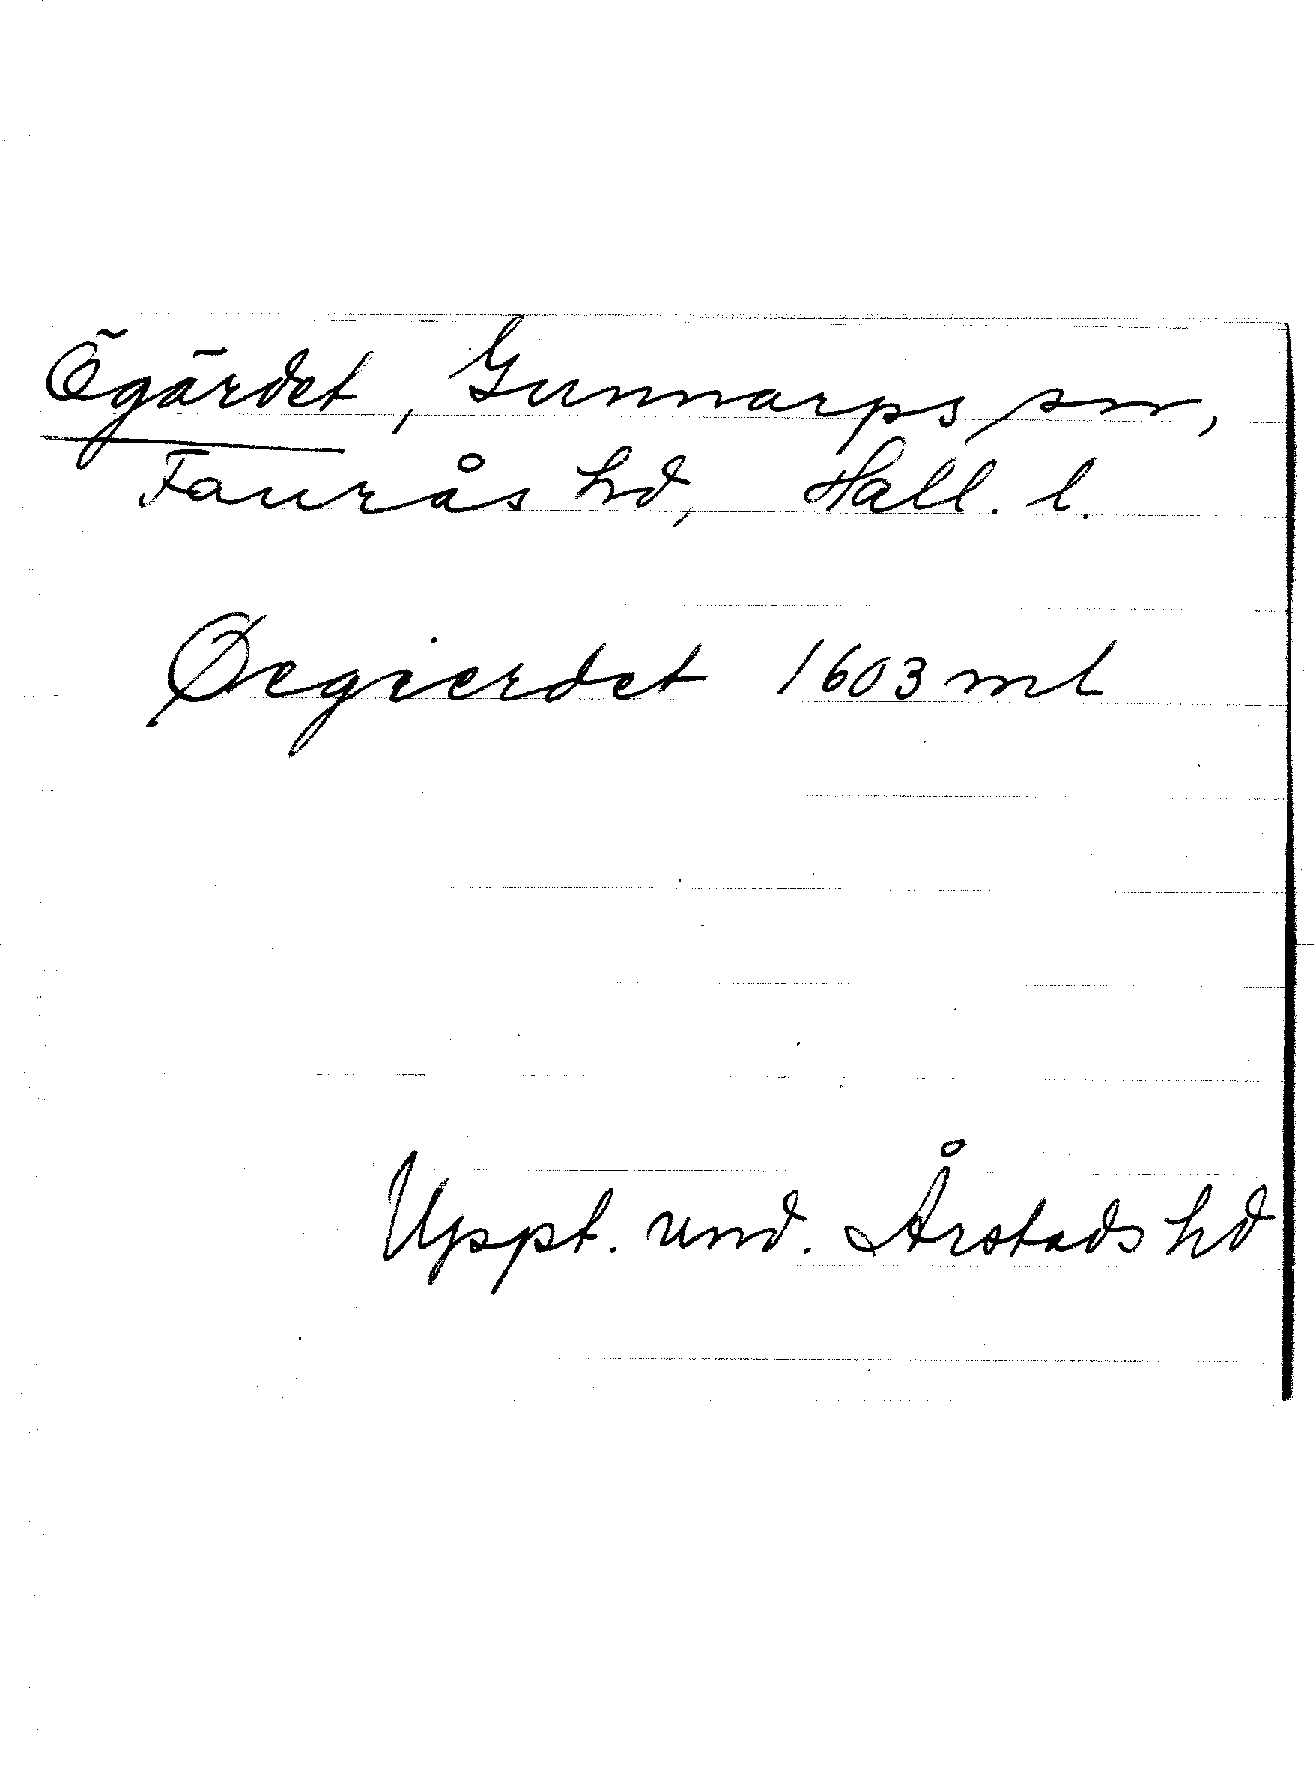 Ögärdet, Gunnarps sn,
Faurås hd, Hall. l.
Øegierdet 1603 ml
Uppt. und. Årstads hd